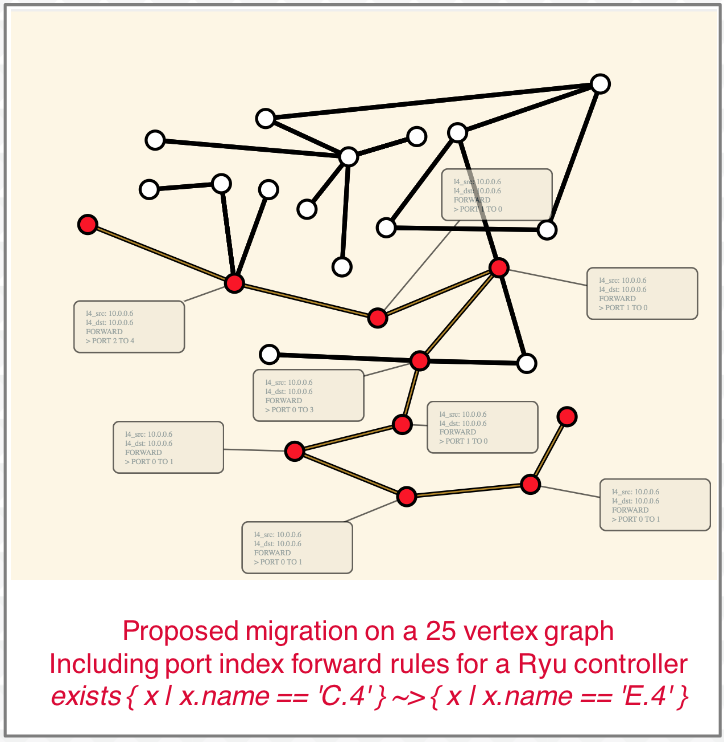 l4_src: 10.0.0.6
l4_dst: 10.0.0.6
FORWARD
> PORT 1 TO 0
l4_src: 10.0.0.6
l4_dst: 10.0.0.6
FORWARD
> PORT 1 TO 0
l4_src: 10.0.0.6
l4_dst: 10.0.0.6
FORWARD
> PORT 2 TO 4
l4_src: 10.0.0.6
l4_dst: 10.0.0.6
FORWARD
> PORT 0 TO 3
l4_src: 10.0.0.6
l4_dst: 10.0.0.6
FORWARD
> PORT 1 TO 0
l4_src: 10.0.0.6
l4_dst: 10.0.0.6
FORWARD
> PORT 0 TO 1
l4_src: 10.0.0.6
l4_dst: 10.0.0.6
FORWARD
> PORT 0 TO 1
l4_src: 10.0.0.6
l4_dst: 10.0.0.6
FORWARD
> PORT 0 TO 1
Proposed migration on a 25 vertex graph
Including port index forward rules for a Ryu controller
exists{ x | x.name == 'C.4' } ~> { x | x.name == 'E.4' }